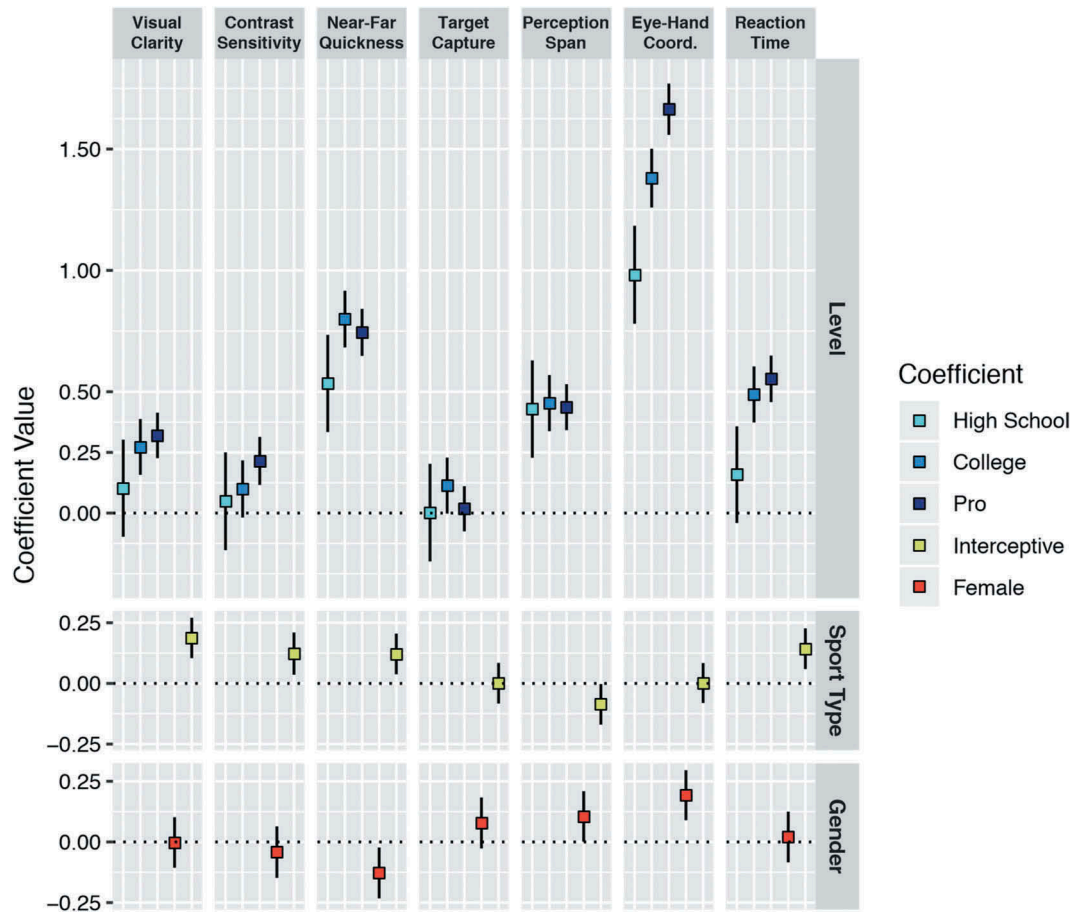 Visual
Clarity
Contrast
Sensitivity
Near-Far
Quickness
Target
Capture
Perception
Span
Eye-Hand
Coord.
Reaction
Time
Coefficient Value
1.50
1.00
0.50
0.25
0.00
Level
0.25
0.00
−0.25
Sport Type
0.25
0.00
−0.25
Gender
Coefficient
High School
College
Pro
Interceptive
Female